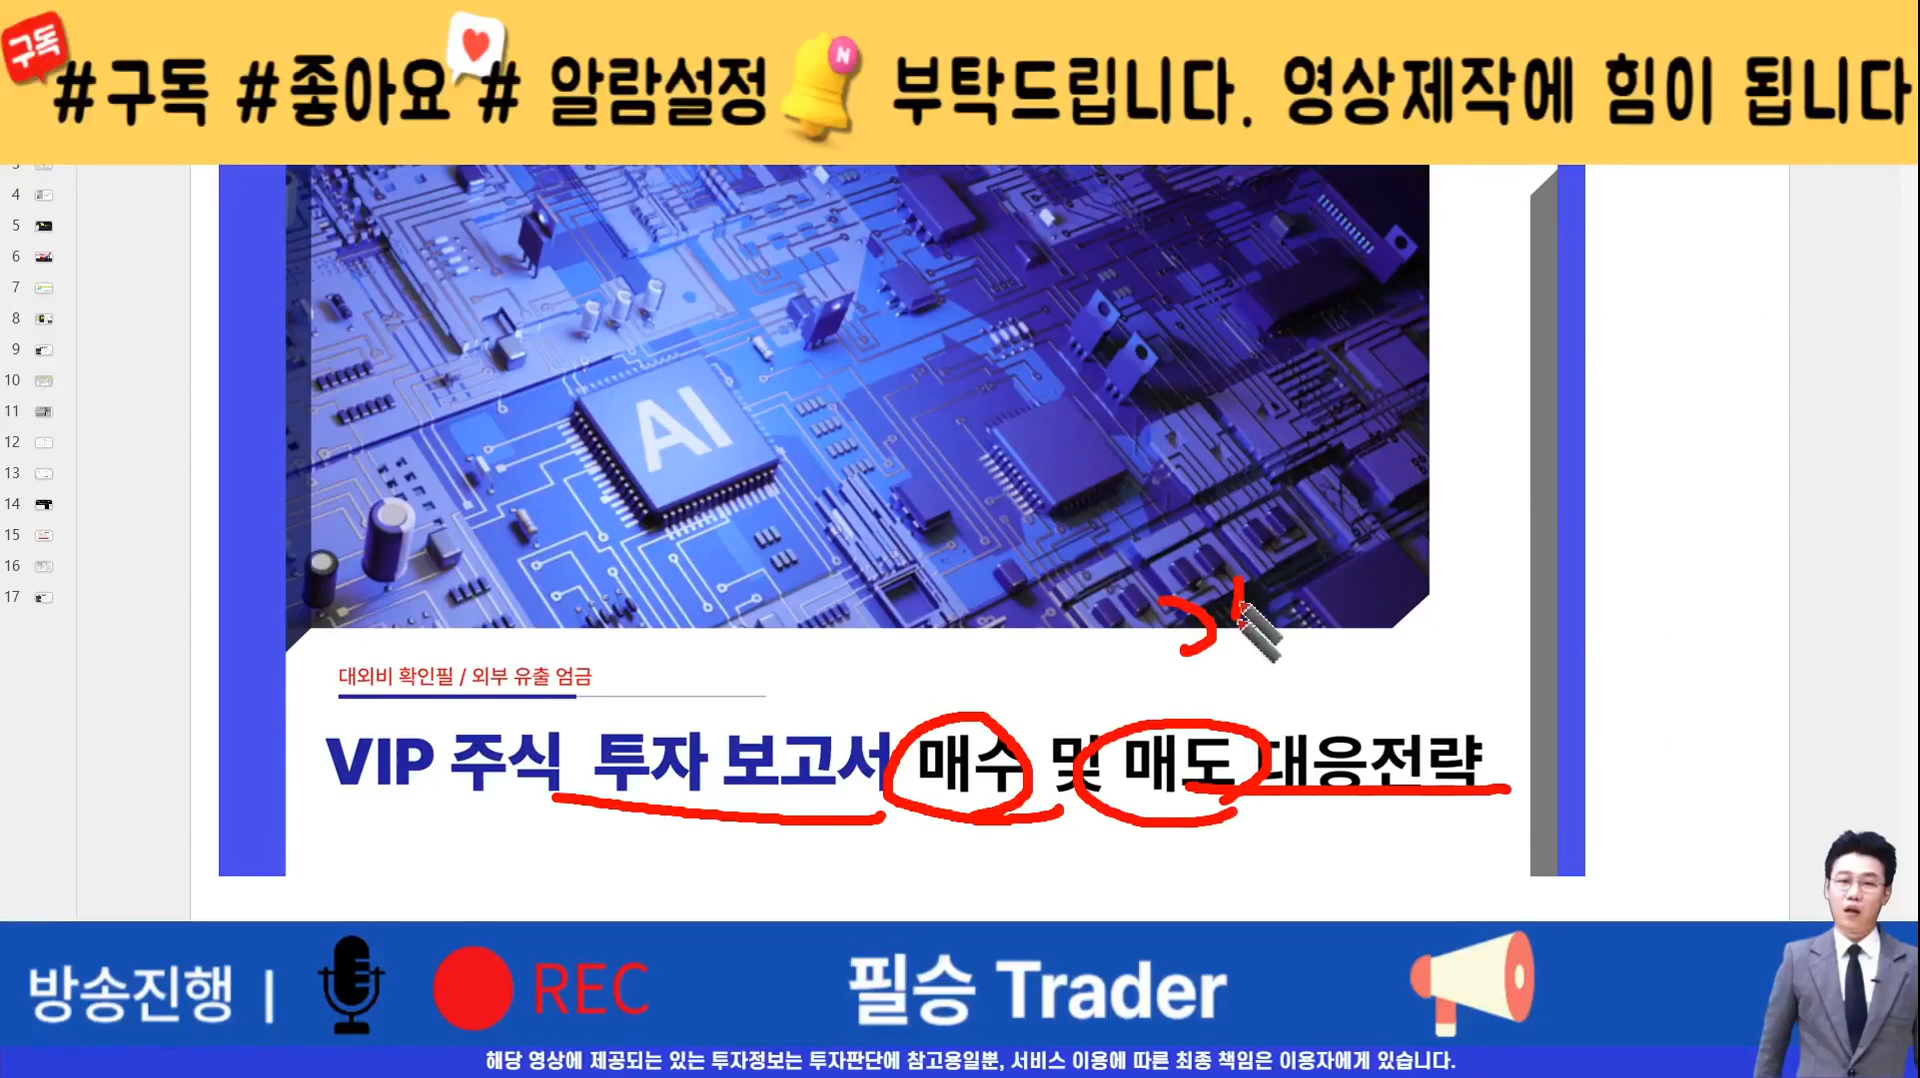 구독
#구독 #좋아요 # 알람설정 N 부탁드립니다. 영상제작에 힘이 됩니다
4
5
6
7
8
9
10
11
12
13
14
15
16
17
AI
대외비 확인필 / 외부 유출 엄금
VIP 주식 투자 보고서 매수 및 매도 대응전략
방송진행 | REC 필승 Trader
해당 영상에 제공되는 있는 투자정보는 투자판단에 참고용일뿐, 서비스 이용에 따른 최종 책임은 이용자에게 있습니다.